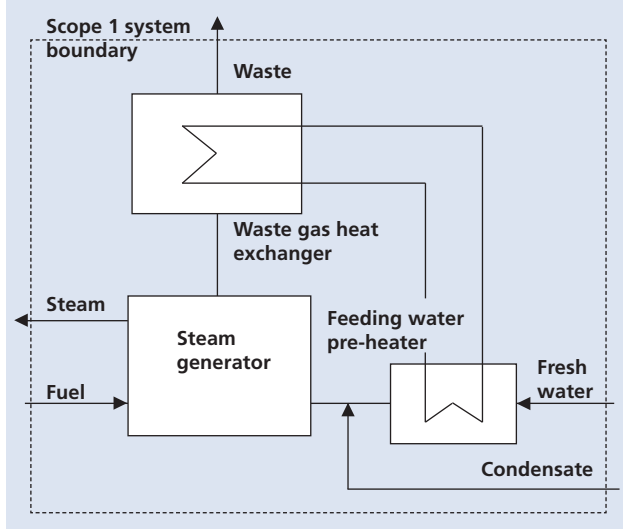 Scope 1 system
boundary
Waste
Waste gas heat
exchanger
Steam
Steam
generator
Feeding water
pre-heater
Fuel
Fresh
water
Condensate